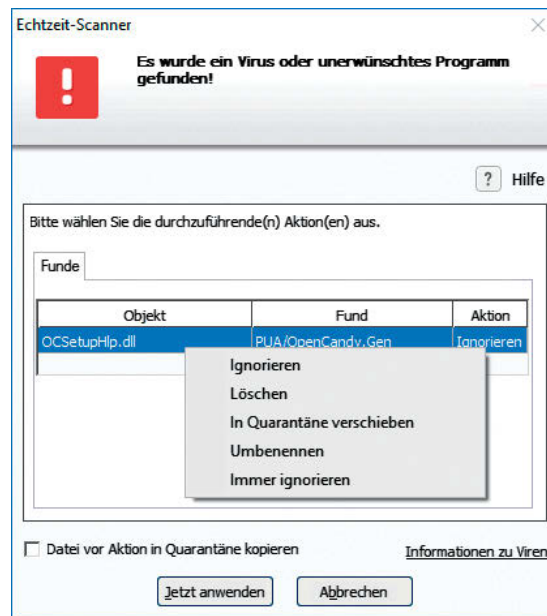 Echtzeit-Scanner
Es wurde ein Virus oder unerwünschtes Programm
gefunden!
? Hilfe
Bitte wählen Sie die durchzuführende(n) Aktion(en) aus.
Funde
Objekt Fund Aktion
OCSetupHlp.dll PUA/OpenCandy.Gen Ignorieren
Ignorieren
Löschen
In Quarantäne verschieben
Umbenennen
Immer ignorieren
Datei vor Aktion in Quarantäne kopieren Informationen zu Viren
Jetzt anwenden Abbrechen